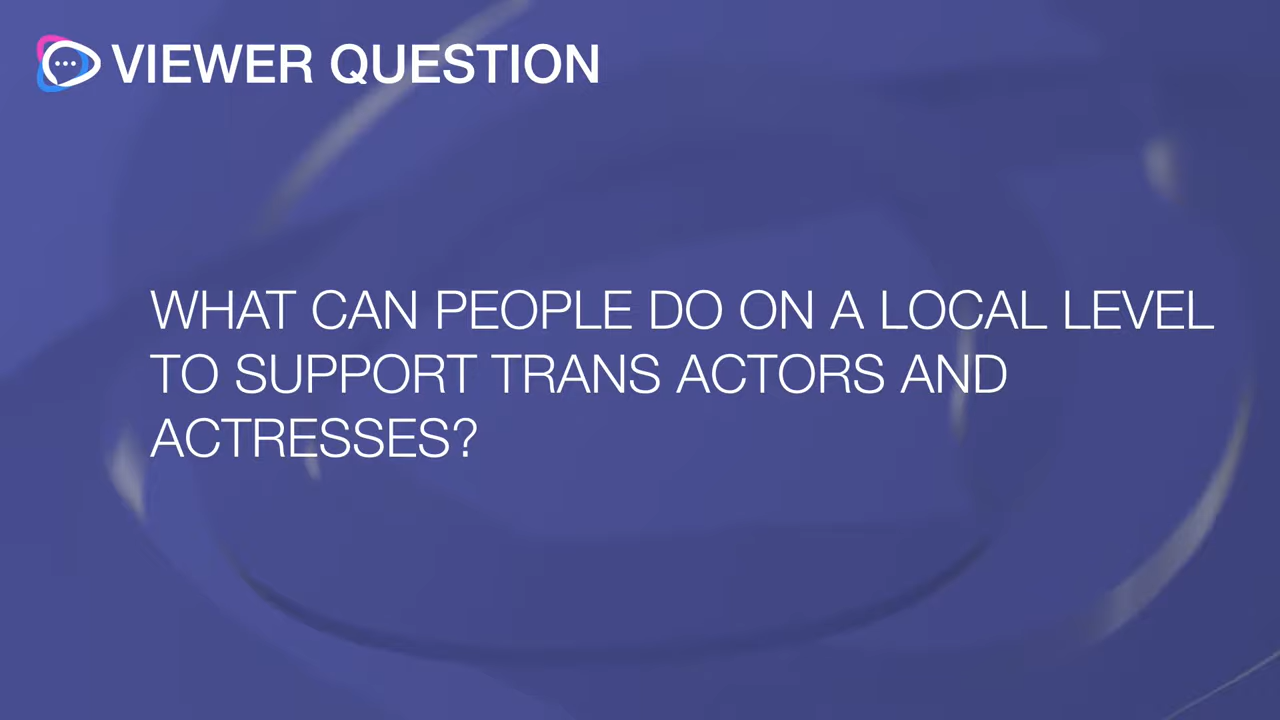 VIEWER QUESTION
WHAT CAN PEOPLE DO ON A LOCAL LEVEL
TO SUPPORT TRANS ACTORS AND
ACTRESSES?